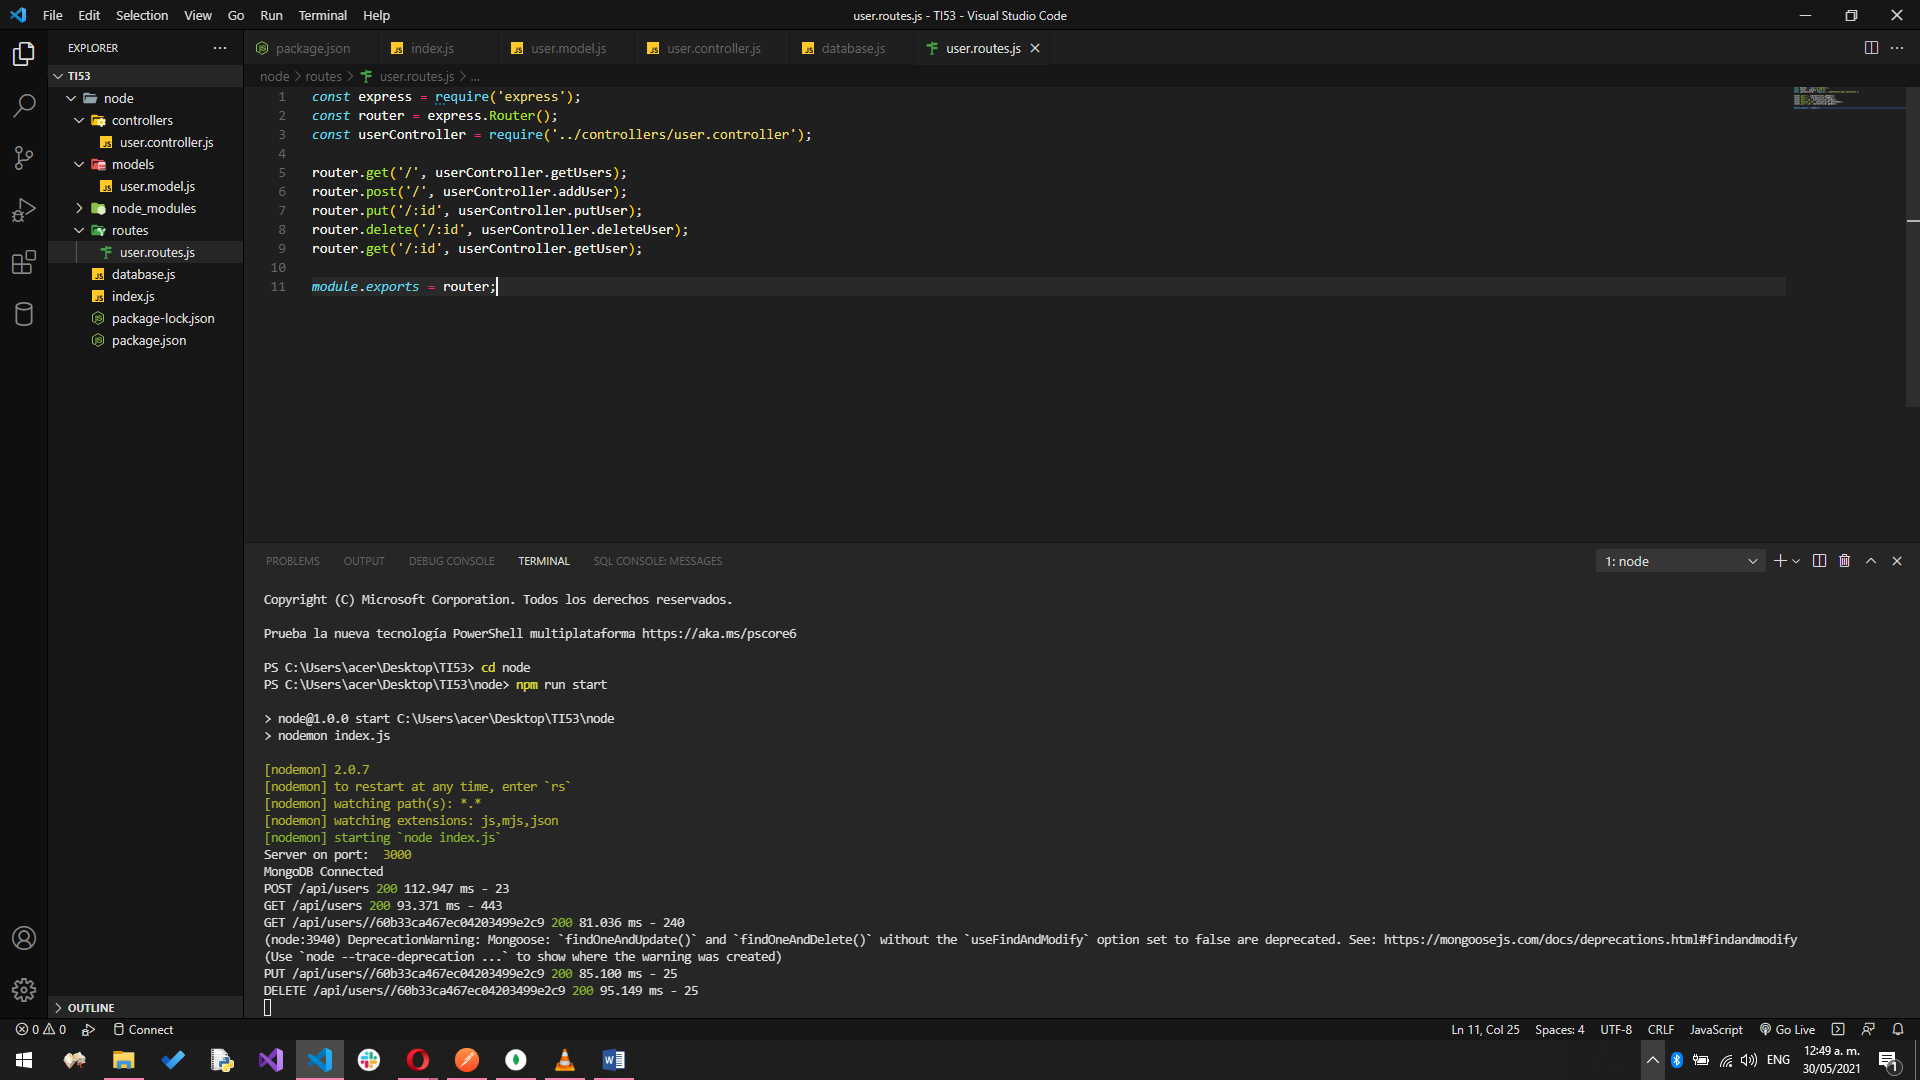 File Edit Selection View Go Run Terminal Help
user.routes.js - TI53 - Visual Studio Code
EXPLORER
TI53
node
controllers
user.controller.js
models
user.model.js
node_modules
routes
user.routes.js
database.js
index.js
package-lock.json
package.json
OUTLINE
package.json index.js user.model.js user.controller.js database.js user.routes.js
node > routes > user.routes.js > ...
1 const express = require('express');
2 const router = express.Router();
3 const userController = require('../controllers/user.controller');
4
5 router.get('/', userController.getUsers);
6 router.post('/', userController.addUser);
7 router.put('/:id', userController.putUser);
8 router.delete('/:id', userController.deleteUser);
9 router.get('/:id', userController.getUser);
10
11 module.exports = router;
PROBLEMS OUTPUT DEBUG CONSOLE TERMINAL SQL CONSOLE: MESSAGES
1: node
Copyright (C) Microsoft Corporation. Todos los derechos reservados.
Prueba la nueva tecnología PowerShell multiplataforma https://aka.ms/pscore6
PS C:\Users\acer\Desktop\TI53> cd node
PS C:\Users\acer\Desktop\TI53\node> npm run start
> node@1.0.0 start C:\Users\acer\Desktop\TI53\node
> nodemon index.js
[nodemon] 2.0.7
[nodemon] to restart at any time, enter `rs`
[nodemon] watching path(s): *.*
[nodemon] watching extensions: js,mjs,json
[nodemon] starting `node index.js`
Server on port:  3000
MongoDB Connected
POST /api/users 200 112.947 ms - 23
GET /api/users 200 93.371 ms - 443
GET /api/users//60b33ca467ec04203499e2c9 200 81.036 ms - 240
(node:3940) DeprecationWarning: Mongoose: `findOneAndUpdate()` and `findOneAndDelete()` without the `useFindAndModify` option set to false are deprecated. See: https://mongoosejs.com/docs/deprecations.html#findandmodify
(Use `node --trace-deprecation ...` to show where the warning was created)
PUT /api/users//60b33ca467ec04203499e2c9 200 85.100 ms - 25
DELETE /api/users//60b33ca467ec04203499e2c9 200 95.149 ms - 25
0 0 Connect
Ln 11, Col 25 Spaces: 4 UTF-8 CRLF JavaScript Go Live
ENG
12:49 a. m.
30/05/2021
1